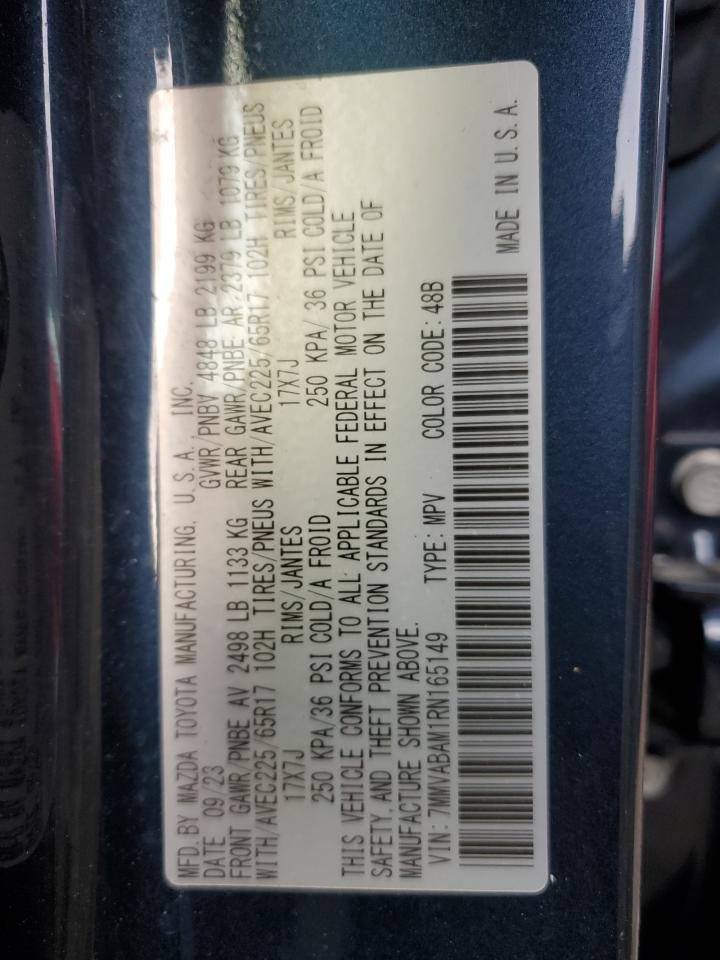 MFD. BY MAZDA TOYOTA MANUFACTURING, U.S.A., INC.
DATE 09/23 GVWR/PNBV 4848 LB 2199 KG
FRONT GAWR/PNBE AV 2498 LB 1133 KG REAR GAWR/PNBE AR 2379 LB 1079 KG
WITH/AVEC225/65R17 102H TIRES/PNEUS WITH/AVEC225/65R17 102H TIRES/PNEUS
17X7J RIMS/JANTES 17X7J RIMS/JANTES
250 KPA/36 PSI COLD/A FROID 250 KPA/ 36 PSI COLD/A FROID
THIS VEHICLE CONFORMS TO ALL APPLICABLE FEDERAL MOTOR VEHICLE
SAFETY AND THEFT PREVENTION STANDARDS IN EFFECT ON THE DATE OF
MANUFACTURE SHOWN ABOVE.
VIN: 7MMVABAM1RN165149 TYPE: MPV COLOR CODE: 48B
MADE IN U.S.A.